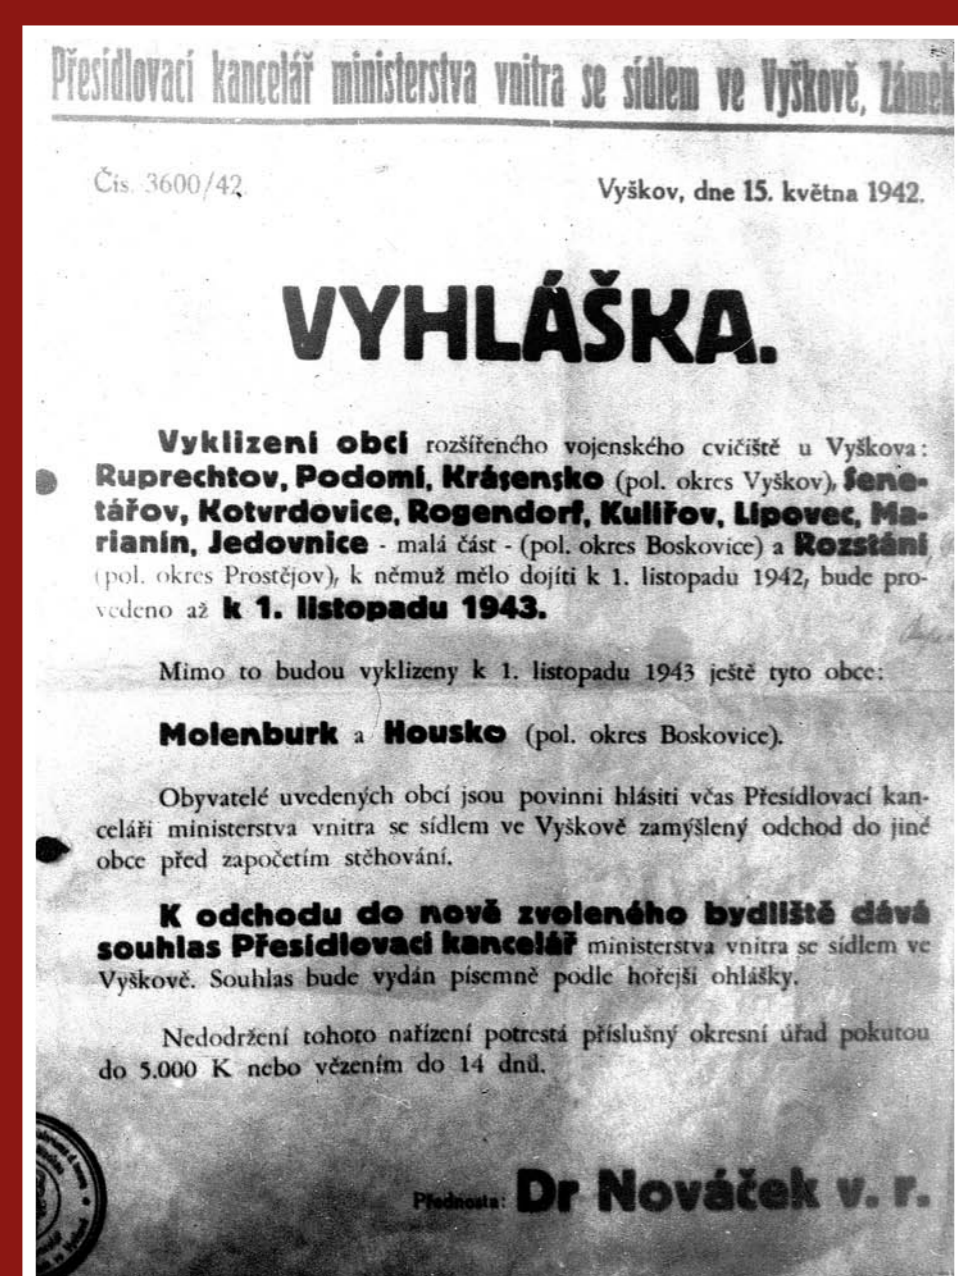 Přesídlovací kancelář ministerstva vnitra se sídlem ve Vyškově, Zámek
Čís. 3600/42.
Vyškov, dne 15. května 1942.
VYHLÁŠKA.
Vyklizení obcí rozšířeného vojenského cvičiště u Vyškova:
Ruprechtov, Podomí, Krásensko (pol. okres Vyškov), Sene-
tářov, Kotvrdovice, Rogendorf, Kulířov, Lipovec, Ma-
rianín, Jedovnice - malá část - (pol. okres Boskovice) a Rozstání
(pol. okres Prostějov), k němuž mělo dojíti k 1. listopadu 1942, bude pro-
vedeno až k 1. listopadu 1943.
Mimo to budou vyklizeny k 1. listopadu 1943 ještě tyto obce:
Molenburk a Housko (pol. okres Boskovice).
Obyvatelé uvedených obcí jsou povinni hlásiti včas Přesídlovací kan-
celáři ministerstva vnitra se sídlem ve Vyškově zamýšlený odchod do jiné
obce před započetím stěhování.
K odchodu do nově zvoleného bydliště dává
souhlas Přesídlovací kancelář ministerstva vnitra se sídlem ve
Vyškově. Souhlas bude vydán písemně podle hořejší ohlášky.
Nedodržení tohoto nařízení potrestá příslušný okresní úřad pokutou
do 5.000 K nebo vězením do 14 dnů.
Přednosta: Dr Nováček v. r.